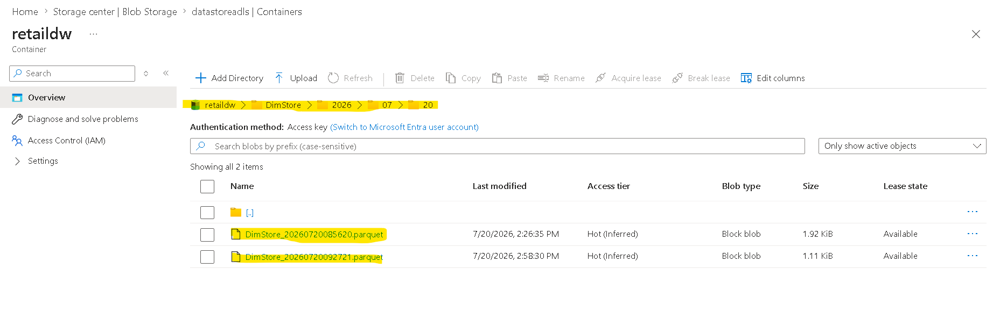 Home > Storage center | Blob Storage > datastoreadls | Containers
retaildw ...
Container
Search
Overview
Diagnose and solve problems
Access Control (IAM)
Settings
Add Directory Upload Refresh Delete Copy Paste Rename Acquire lease Break lease Edit columns
retaildw > DimStore > 2026 > 07 > 20
Authentication method: Access key (Switch to Microsoft Entra user account)
Search blobs by prefix (case-sensitive) Only show active objects
Showing all 2 items
Name Last modified Access tier Blob type Size Lease state
[..] ...
DimStore_20260720085620.parquet 7/20/2026, 2:26:35 PM Hot (Inferred) Block blob 1.92 KiB Available ...
DimStore_20260720092721.parquet 7/20/2026, 2:58:30 PM Hot (Inferred) Block blob 1.11 KiB Available ...